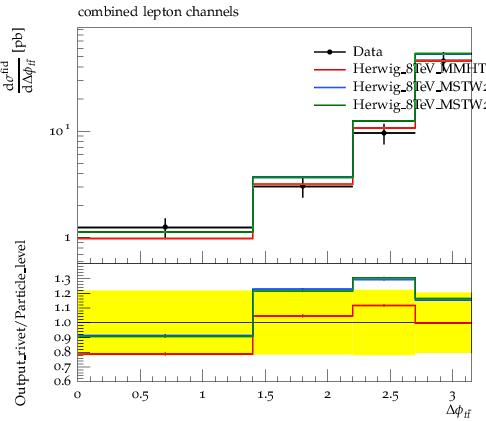 combined lepton channels
dσ^fid / dΔϕ_tt̄ [pb]
Data
Herwig_8TeV_MMHT
Herwig_8TeV_MSTW
Herwig_8TeV_MSTW
10^1
1
Output_rivet/Particle_level
1.3
1.2
1.1
1.0
0.9
0.8
0.7
0.6
0 0.5 1 1.5 2 2.5 3
Δϕ_tt̄